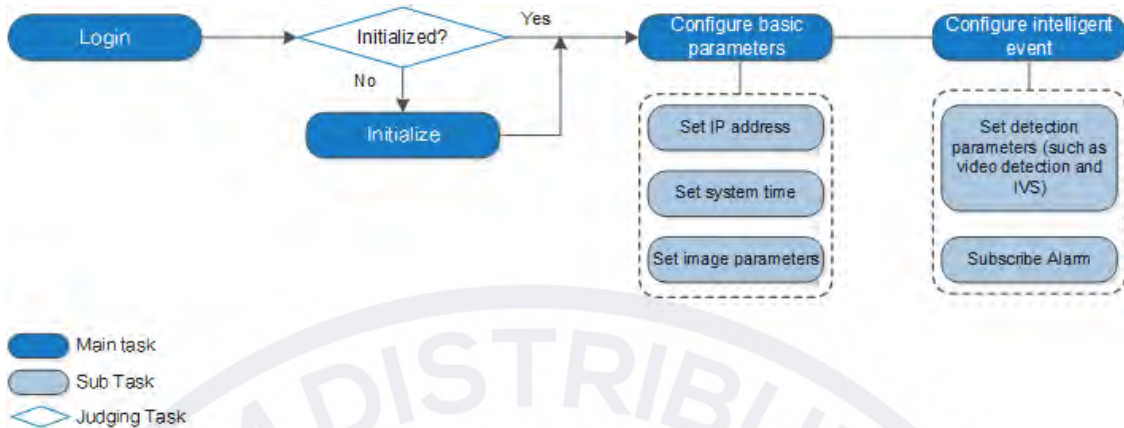 Login
Initialized?
Yes
No
Initialize
Configure basic
parameters
Set IP address
Set system time
Set image parameters
Configure intelligent
event
Set detection
parameters (such as
video detection and
IVS)
Subscribe Alarm
Main task
Sub Task
Judging Task
A DISTRIBU